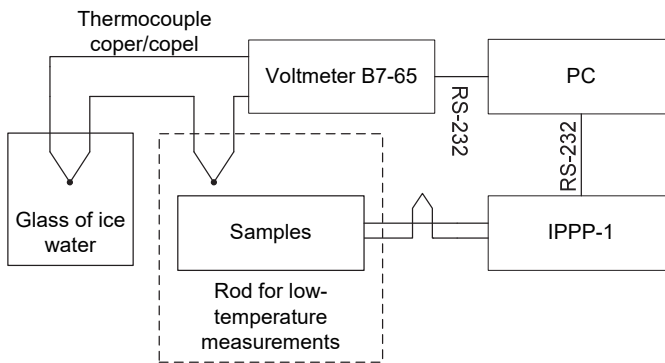 Thermocouple
coper/copel
Voltmeter B7-65
RS-232
PC
RS-232
Glass of ice
water
Samples
IPPP-1
Rod for low-
temperature
measurements